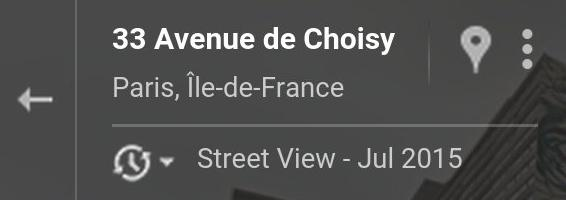 33 Avenue de Choisy
Paris, Île-de-France
Street View - Jul 2015